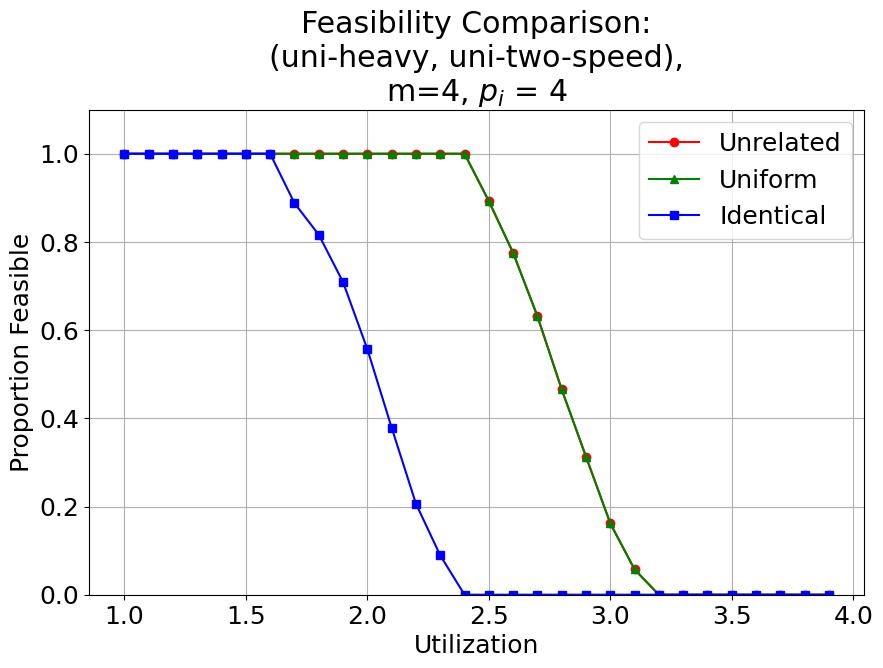 Feasibility Comparison:
(uni-heavy, uni-two-speed),
m=4, $p_i$ = 4
Unrelated
Uniform
Identical
Proportion Feasible
1.0
0.8
0.6
0.4
0.2
0.0
1.0 1.5 2.0 2.5 3.0 3.5 4.0
Utilization